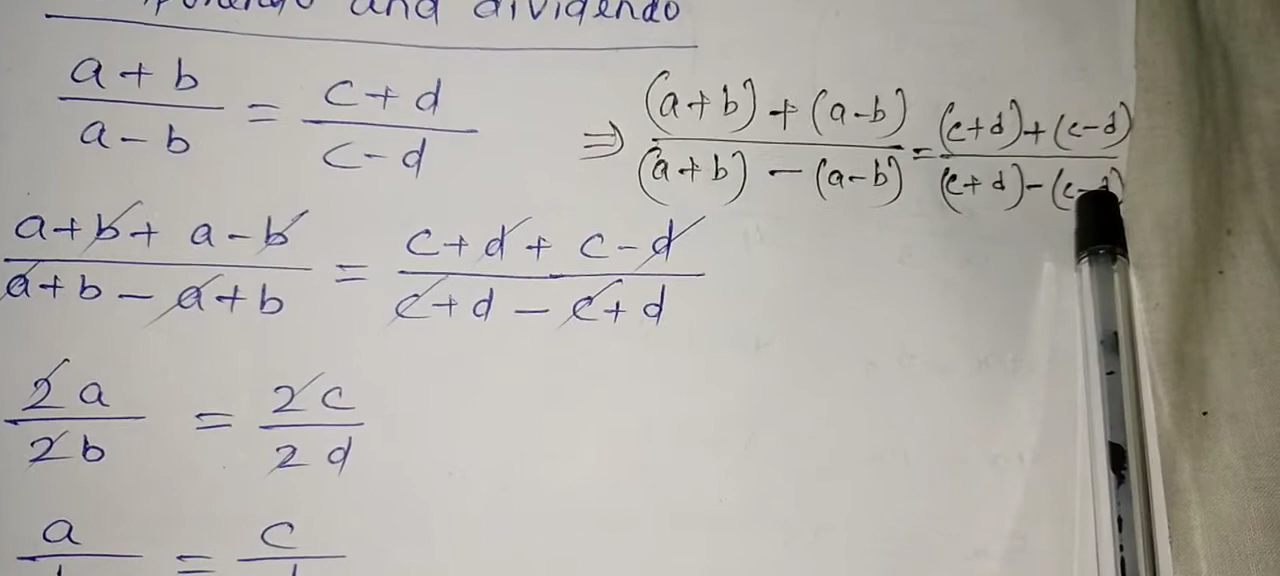 and dividendo
a + b / a - b = c + d / c - d
⇒ (a + b) + (a - b) / (a + b) - (a - b) = (c + d) + (c - d) / (c + d) - (c - d)
a + b + a - b / a + b - a + b = c + d + c - d / c + d - c + d
2a / 2b = 2c / 2d
a = c